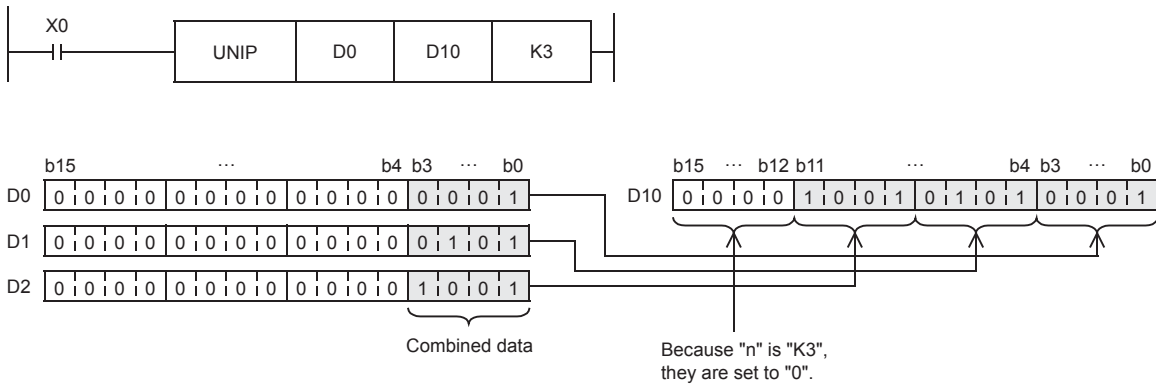 X0
UNIP D0 D10 K3
b15 ... b4 b3 ... b0
b15 ... b12 b11 ... b4 b3 ... b0
D0 0 0 0 0 0 0 0 0 0 0 0 0 0 0 0 1
D10 0 0 0 0 1 0 0 1 0 1 0 1 0 0 0 1
D1 0 0 0 0 0 0 0 0 0 0 0 0 0 1 0 1
D2 0 0 0 0 0 0 0 0 0 0 0 0 1 0 0 1
Combined data
Because "n" is "K3",
they are set to "0".